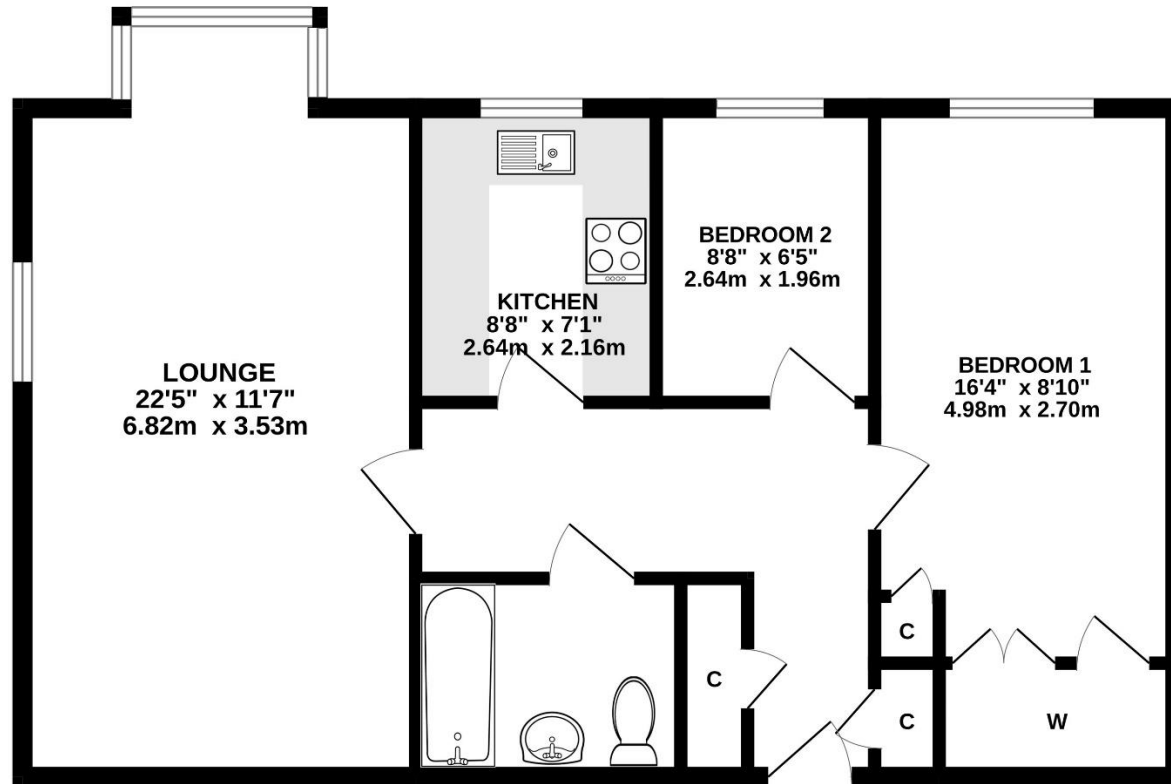 LOUNGE
22'5" x 11'7"
6.82m x 3.53m
KITCHEN
8'8" x 7'1"
2.64m x 2.16m
BEDROOM 2
8'8" x 6'5"
2.64m x 1.96m
BEDROOM 1
16'4" x 8'10"
4.98m x 2.70m
C
C
C
W